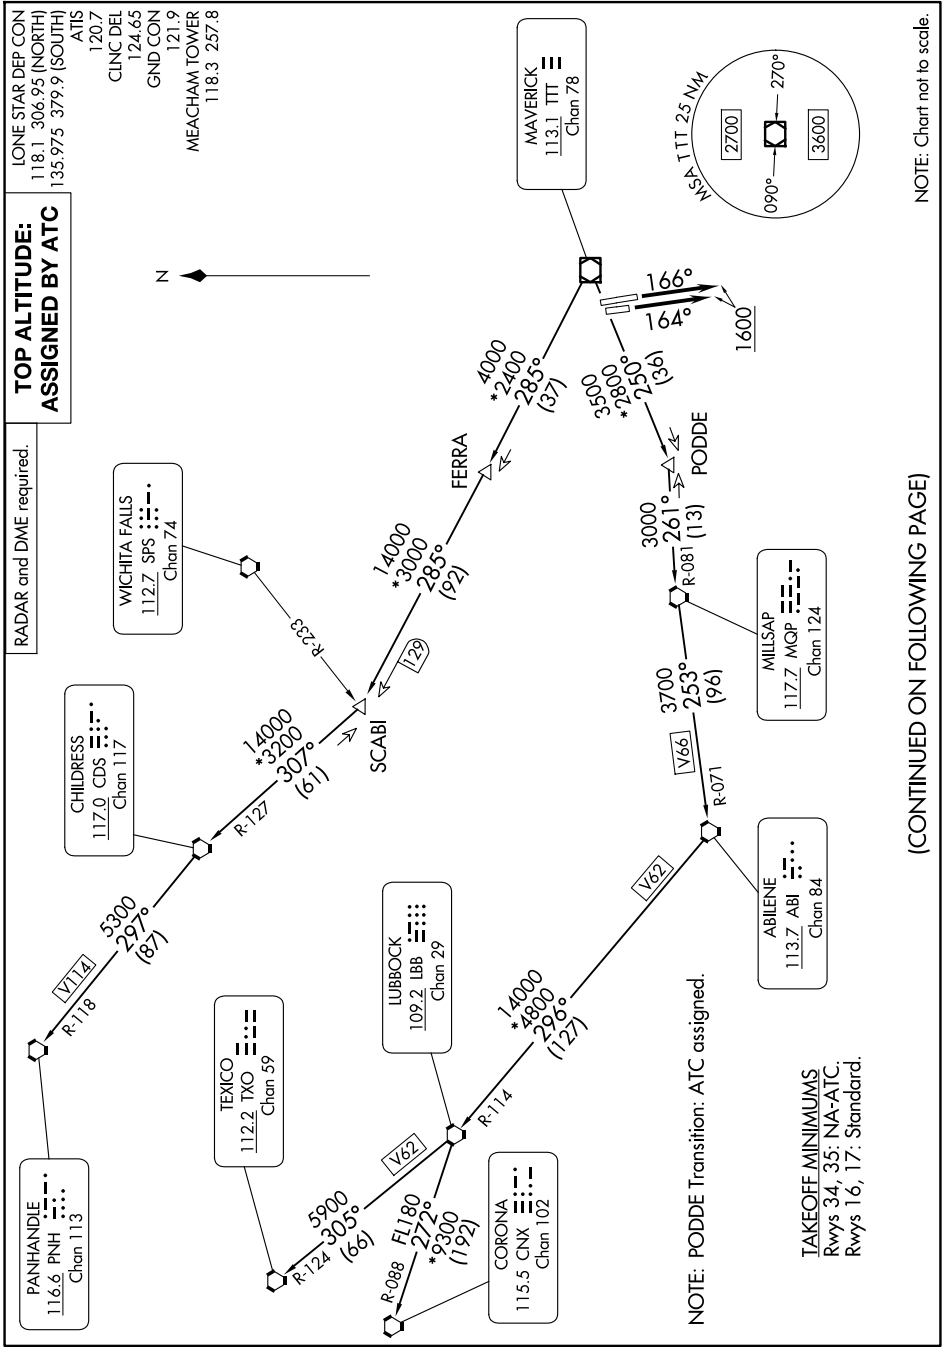 RADAR and DME required.
TOP ALTITUDE:
ASSIGNED BY ATC
LONE STAR DEP CON
118.1 306.95 (NORTH)
135.975 379.9 (SOUTH)
ATIS
120.7
CLNC DEL
124.65
GND CON
121.9
MEACHAM TOWER
118.3 257.8
N
PANHANDLE
116.6 PNH
Chan 113
CHILDRESS
117.0 CDS
Chan 117
WICHITA FALLS
112.7 SPS
Chan 74
R-118
V114
5300
297°
(87)
R-127
14000
*3200
307°
(61)
R-233
SCABI
129
14000
*3000
285°
(92)
FERRA
4000
*2400
285°
(37)
MAVERICK
113.1 TTT
Chan 78
TEXICO
112.2 TXO
Chan 59
LUBBOCK
109.2 LBB
Chan 29
R-124
5900
305°
(66)
V62
R-088
FL180
272°
*9300
(192)
CORONA
115.5 CNX
Chan 102
R-114
14000
*4800
296°
(127)
V62
ABILENE
113.7 ABI
Chan 84
R-071
V66
3700
253°
(96)
MILLSAP
117.7 MQP
Chan 124
R-081
3000
261°
(13)
PODDE
3500
*2800
250°
(36)
164°
166°
1600
MSA TTT 25 NM
2700
3600
090°
270°
NOTE: PODDE Transition: ATC assigned.
TAKEOFF MINIMUMS
Rwys 34, 35: NA-ATC.
Rwys 16, 17: Standard.
NOTE: Chart not to scale.
(CONTINUED ON FOLLOWING PAGE)